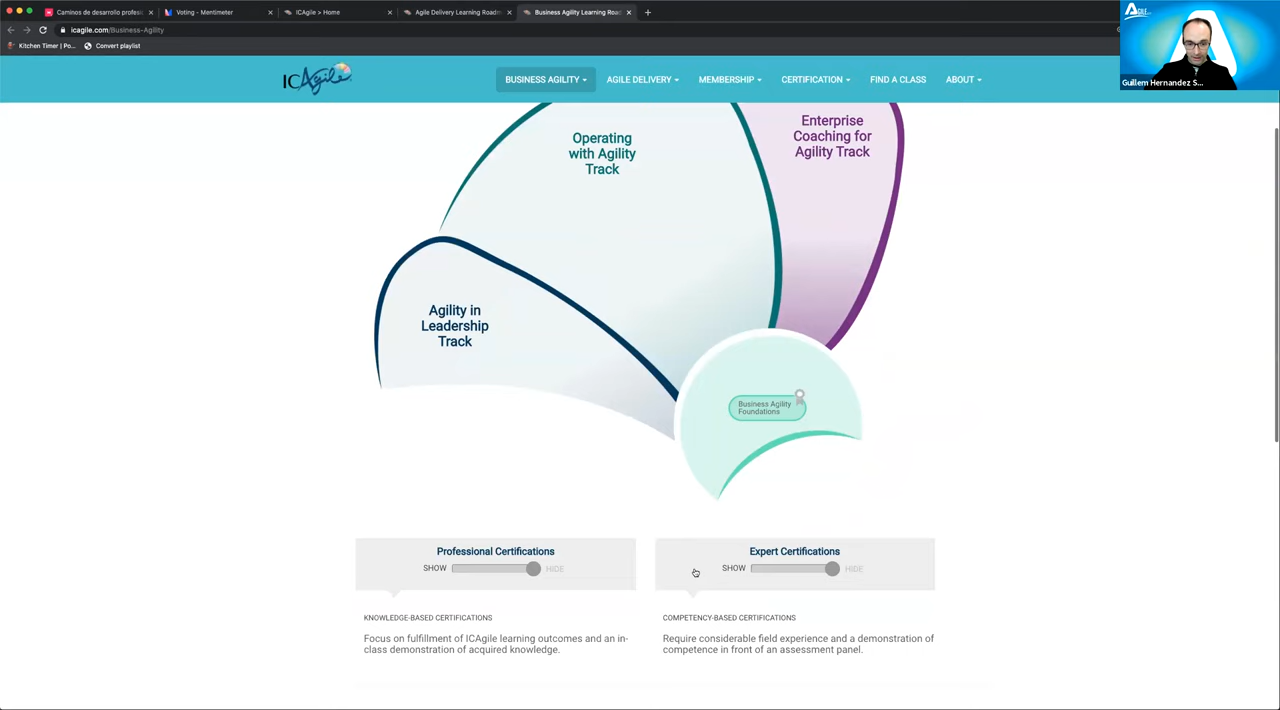 Caminos de desarrollo profesi
Voting - Mentimeter
ICAgile > Home
Agile Delivery Learning Roadm
Business Agility Learning Road
icagile.com/Business-Agility
Kitchen Timer | Po...
Convert playlist
AGILE
Guillem Hernandez S...
ICAgile
BUSINESS AGILITY
AGILE DELIVERY
MEMBERSHIP
CERTIFICATION
FIND A CLASS
ABOUT
Operating
with Agility
Track
Enterprise
Coaching for
Agility Track
Agility in
Leadership
Track
Business Agility
Foundations
Professional Certifications
SHOW HIDE
Expert Certifications
SHOW HIDE
KNOWLEDGE-BASED CERTIFICATIONS
Focus on fulfillment of ICAgile learning outcomes and an in-
class demonstration of acquired knowledge.
COMPETENCY-BASED CERTIFICATIONS
Require considerable field experience and a demonstration of
competence in front of an assessment panel.